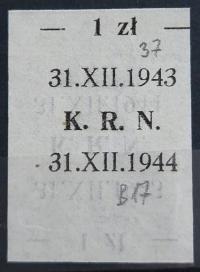 — 1 zł —
37
31.XII.1943
K. R. N.
31.XII.1944
B17